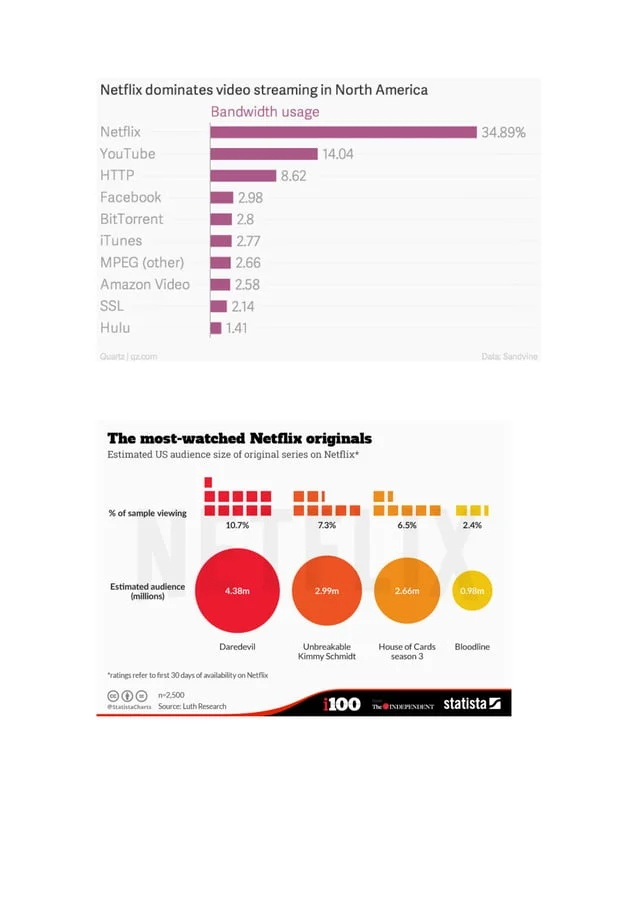 Netflix dominates video streaming in North America
Bandwidth usage
Netflix 34.89%
YouTube 14.04
HTTP 8.62
Facebook 2.98
BitTorrent 2.8
iTunes 2.77
MPEG (other) 2.66
Amazon Video 2.58
SSL 2.14
Hulu 1.41
Quartz | qz.com Data: Sandvine
The most-watched Netflix originals
Estimated US audience size of original series on Netflix*
NETFLIX
% of sample viewing
10.7% 7.3% 6.5% 2.4%
Estimated audience
(millions)
4.38m 2.99m 2.66m 0.98m
Daredevil Unbreakable House of Cards Bloodline
Kimmy Schmidt season 3
*ratings refer to first 30 days of availability on Netflix
n=2,500
@StatistaCharts Source: Luth Research
i100 The INDEPENDENT statista